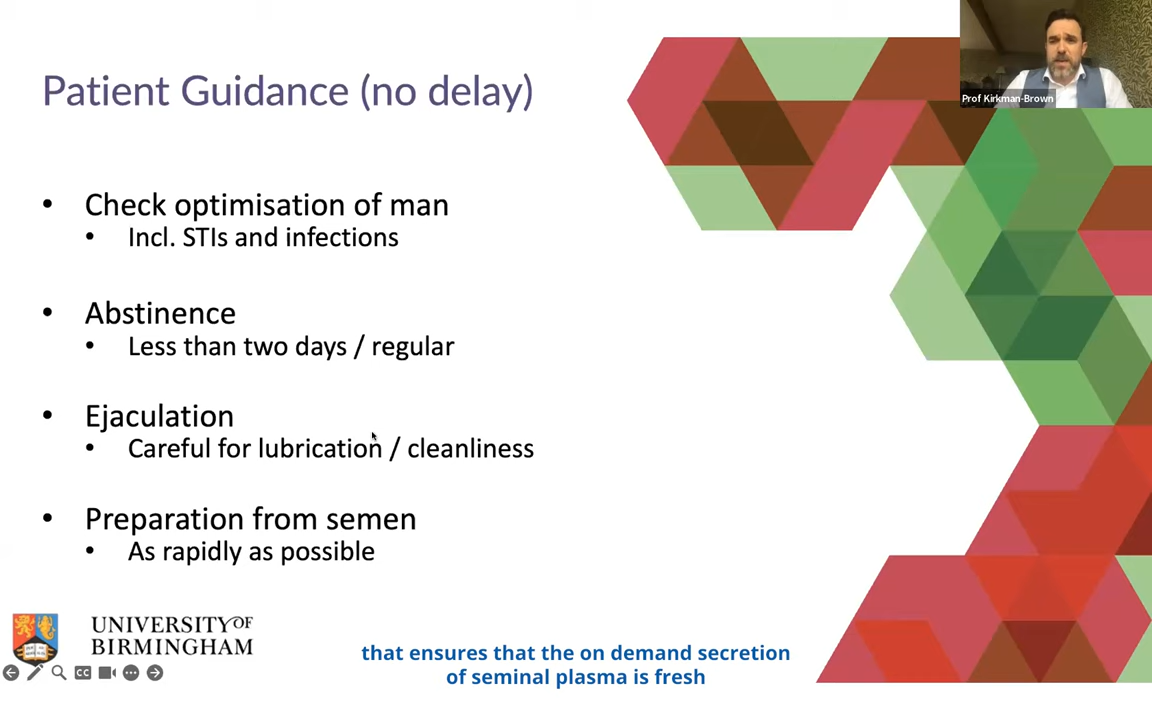 Patient Guidance (no delay)
Prof Kirkman-Brown
• Check optimisation of man
• Incl. STIs and infections
• Abstinence
• Less than two days / regular
• Ejaculation
• Careful for lubrication / cleanliness
• Preparation from semen
• As rapidly as possible
UNIVERSITY OF
BIRMINGHAM
CC
that ensures that the on demand secretion
of seminal plasma is fresh